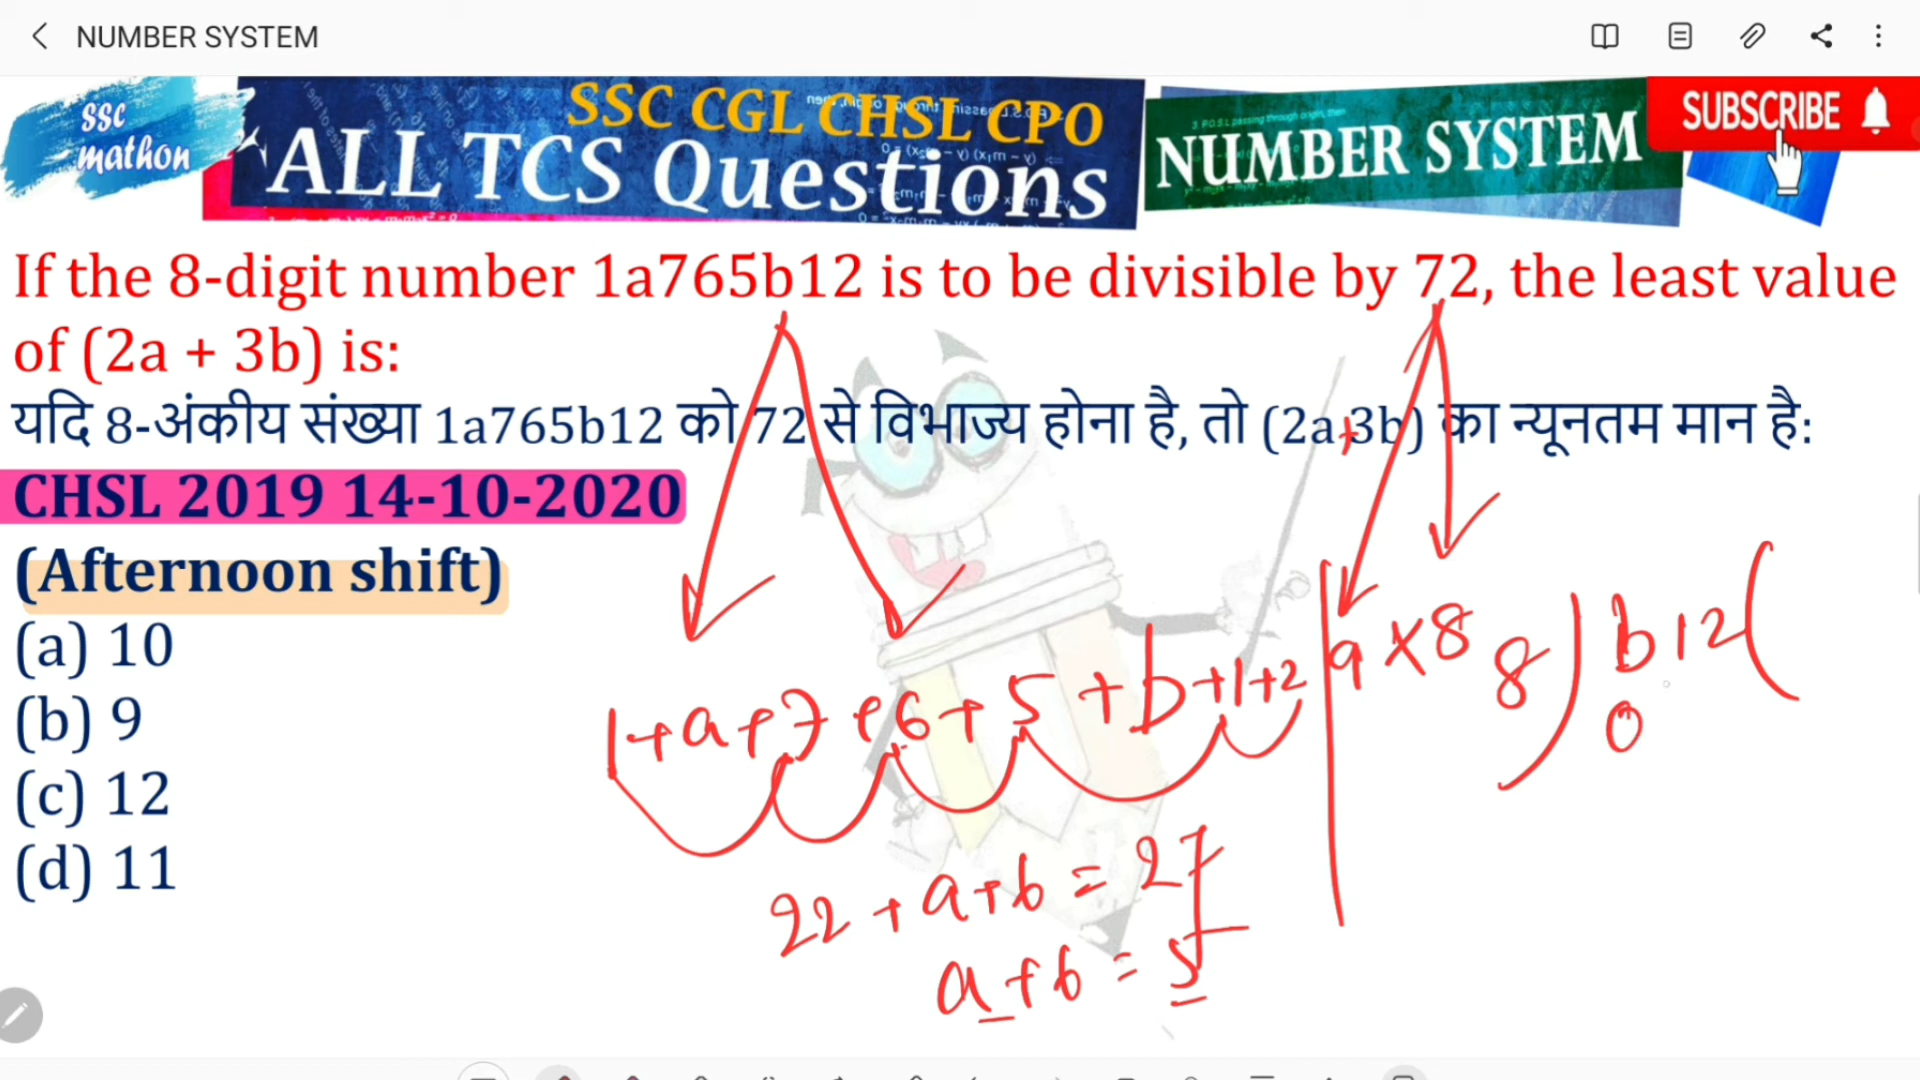 NUMBER SYSTEM
SSC mathon
SSC CGL CHSL CPO
ALL TCS Questions
NUMBER SYSTEM
SUBSCRIBE
If the 8-digit number 1a765b12 is to be divisible by 72, the least value
of (2a + 3b) is:
यदि 8-अंकीय संख्या 1a765b12 को 72 से विभाज्य होना है, तो (2a+3b) का न्यूनतम मान है:
CHSL 2019 14-10-2020
(Afternoon shift)
(a) 10
(b) 9
(c) 12
(d) 11
1+a+7+6+5+b+1+2
9×8
8)b12(
0
22+a+b=27
a+b=5